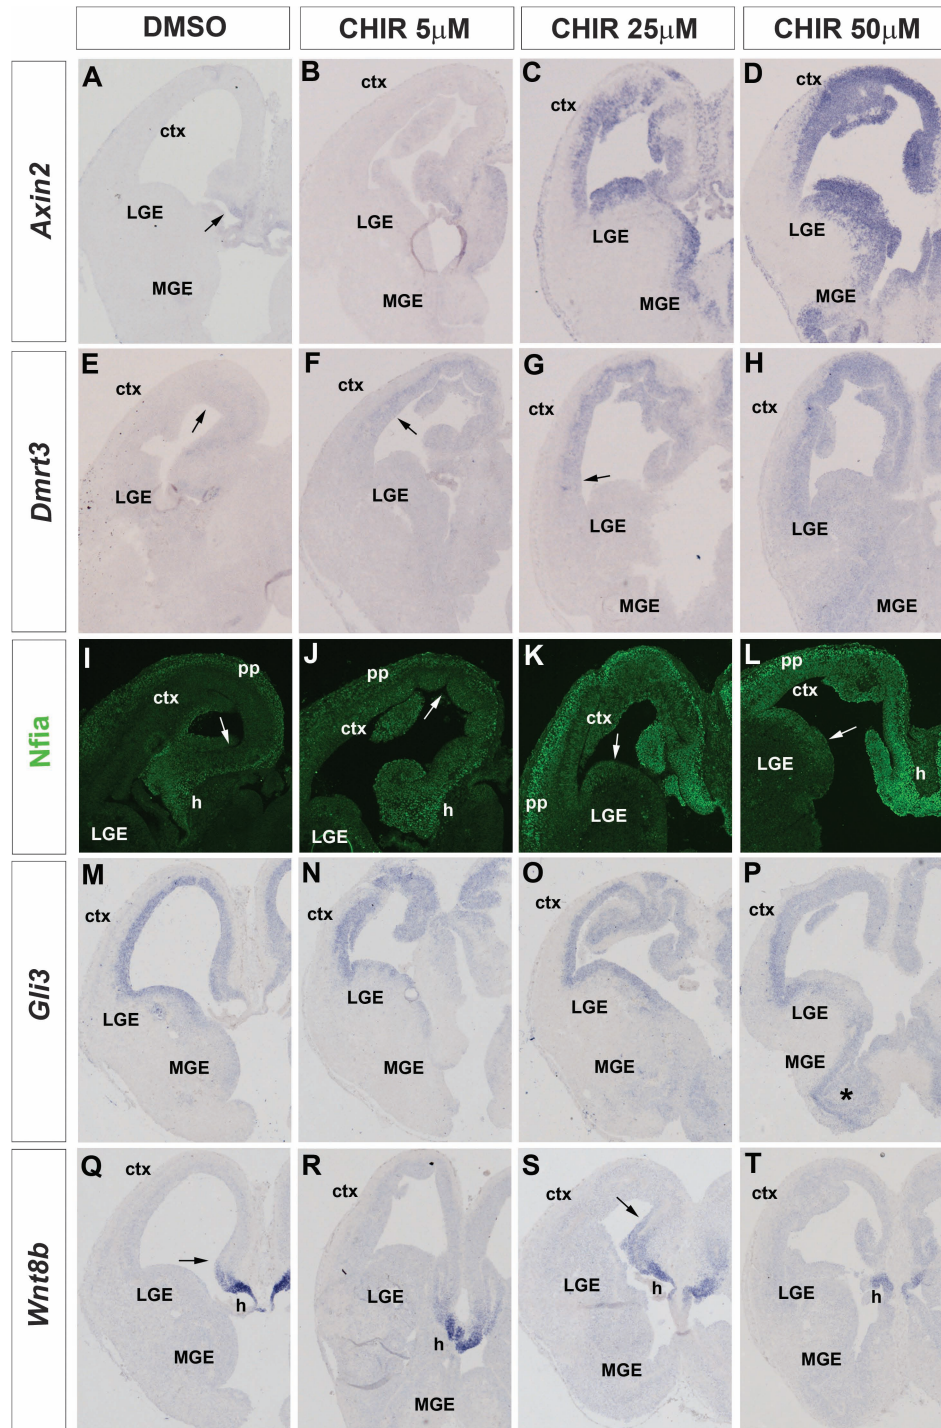 DMSO CHIR 5μM CHIR 25μM CHIR 50μM
Axin2
A ctx LGE MGE
B ctx LGE MGE
C ctx LGE MGE
D ctx LGE MGE
Dmrt3
E ctx LGE
F ctx LGE
G ctx LGE MGE
H ctx LGE MGE
Nfia
I pp ctx h LGE
J pp ctx h LGE
K ctx LGE pp
L pp ctx LGE h
Gli3
M ctx LGE MGE
N ctx LGE MGE
O ctx LGE MGE
P ctx LGE MGE *
Wnt8b
Q ctx LGE h MGE
R ctx LGE h MGE
S ctx LGE h MGE
T ctx LGE h MGE